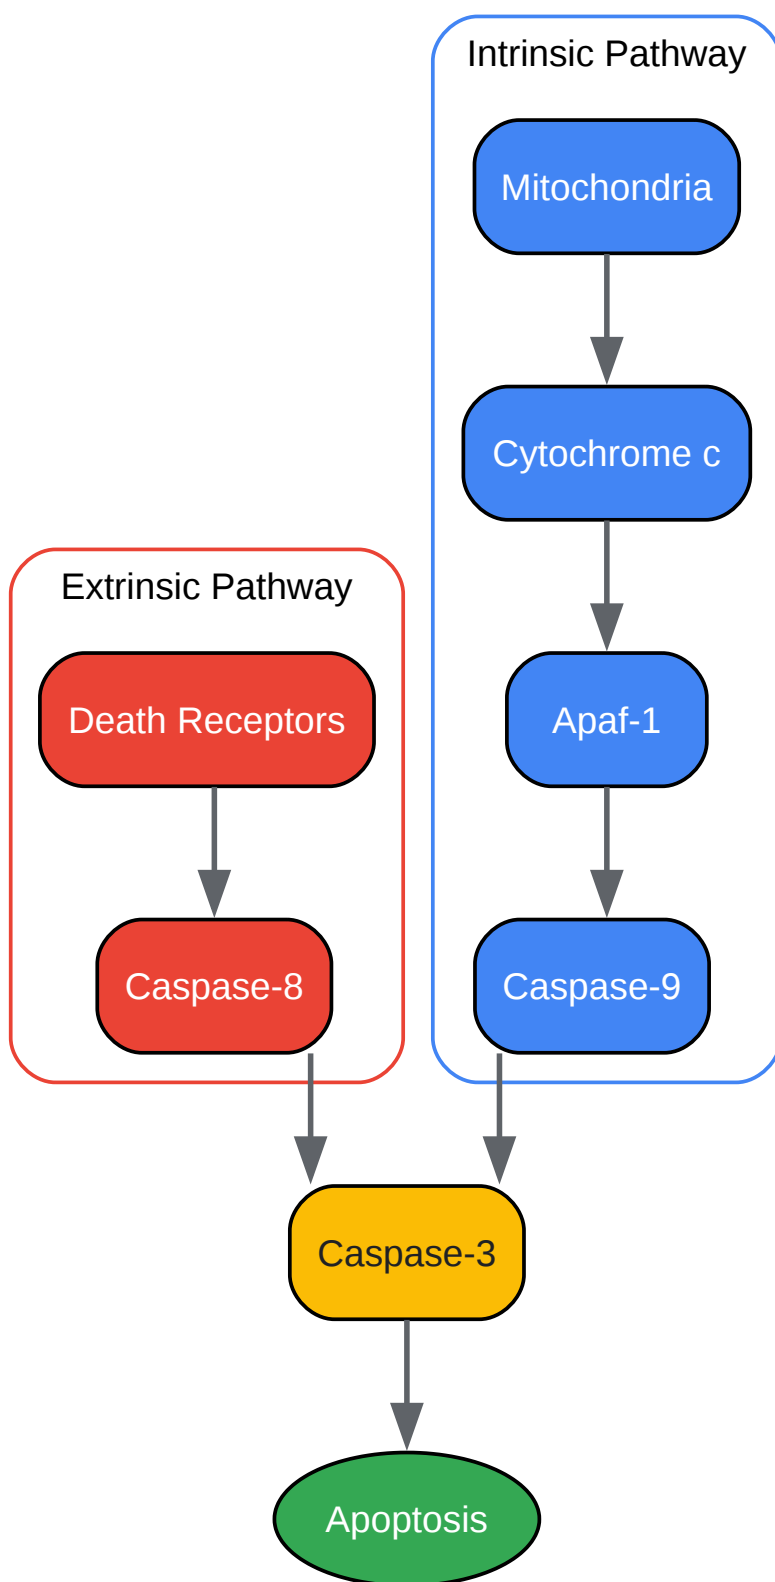 Intrinsic Pathway
Mitochondria
Cytochrome c
Extrinsic Pathway
Death Receptors
Apaf-1
Caspase-8
Caspase-9
Caspase-3
Apoptosis